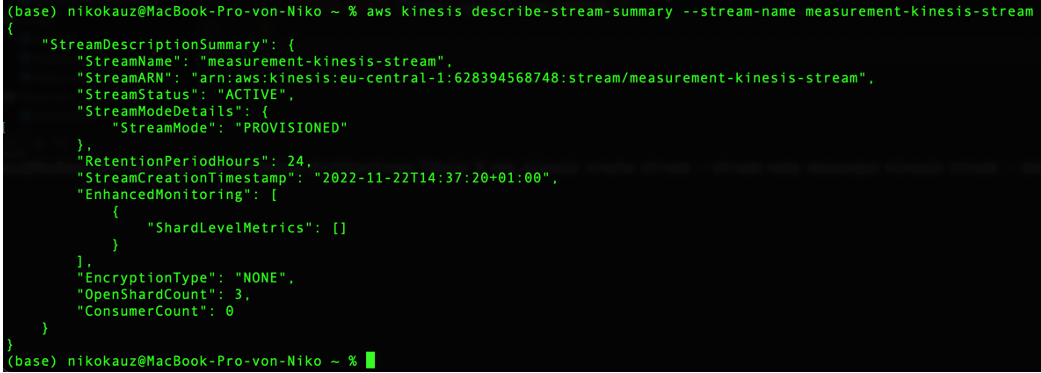 (base) nikokauz@MacBook-Pro-von-Niko ~ % aws kinesis describe-stream-summary --stream-name measurement-kinesis-stream
{
    "StreamDescriptionSummary": {
        "StreamName": "measurement-kinesis-stream",
        "StreamARN": "arn:aws:kinesis:eu-central-1:628394568748:stream/measurement-kinesis-stream",
        "StreamStatus": "ACTIVE",
        "StreamModeDetails": {
            "StreamMode": "PROVISIONED"
        },
        "RetentionPeriodHours": 24,
        "StreamCreationTimestamp": "2022-11-22T14:37:20+01:00",
        "EnhancedMonitoring": [
            {
                "ShardLevelMetrics": []
            }
        ],
        "EncryptionType": "NONE",
        "OpenShardCount": 3,
        "ConsumerCount": 0
    }
}
(base) nikokauz@MacBook-Pro-von-Niko ~ %